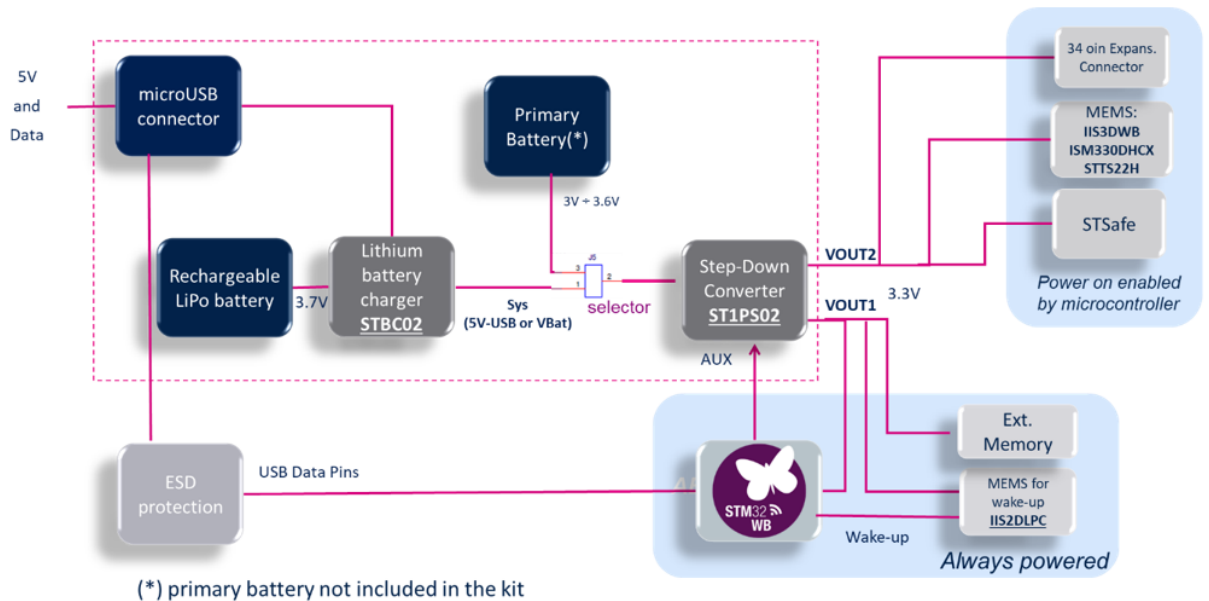 5V
and
Data
microUSB
connector
Primary
Battery(*)
3V ÷ 3.6V
Rechargeable
LiPo battery
3.7V
Lithium
battery
charger
STBC02
Sys
(5V-USB or VBat)
J5
3
1
2
selector
Step-Down
Converter
ST1PS02
VOUT2
3.3V
VOUT1
AUX
34 oin Expans.
Connector
MEMS:
IIS3DWB
ISM330DHCX
STTS22H
STSafe
Power on enabled
by microcontroller
ESD
protection
USB Data Pins
STM32
WB
Ext.
Memory
MEMS for
wake-up
IIS2DLPC
Wake-up
Always powered
(*) primary battery not included in the kit